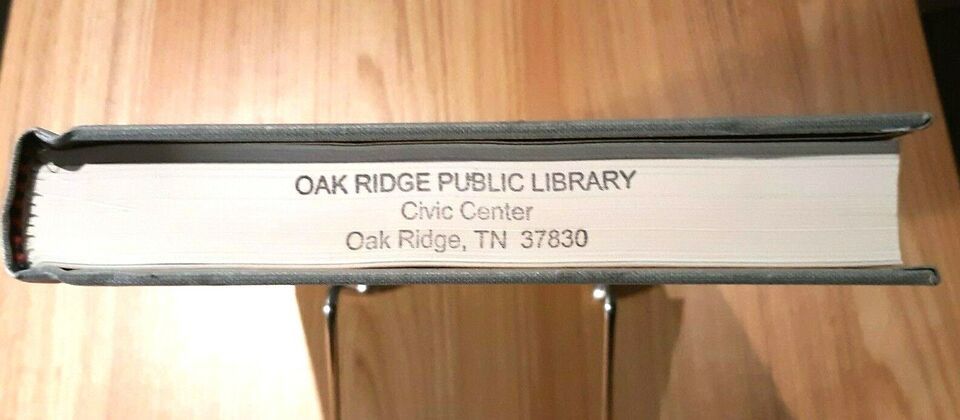 OAK RIDGE PUBLIC LIBRARY
Civic Center
Oak Ridge, TN 37830